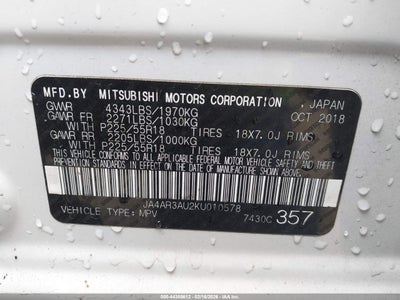 MFD.BY MITSUBISHI MOTORS CORPORATION , JAPAN
GVWR 4343LBS/1970KG OCT 2018
GAWR FR 2271LBS/1030KG
WITH P225/55R18 TIRES 18X7.0J RIMS
GAWR RR 2205LBS/1000KG
WITH P225/55R18 TIRES 18X7.0J RIMS
THIS VEHICLE CONFORMS TO ALL APPLICABLE FEDERAL MOTOR VEHICLE SAFETY AND THEFT PREVENTION STANDARDS IN EFFECT ON THE DATE OF MANUFACTURE SHOWN ABOVE.
JA4AR3AU2KU010578
VEHICLE TYPE: MPV 7430C 357